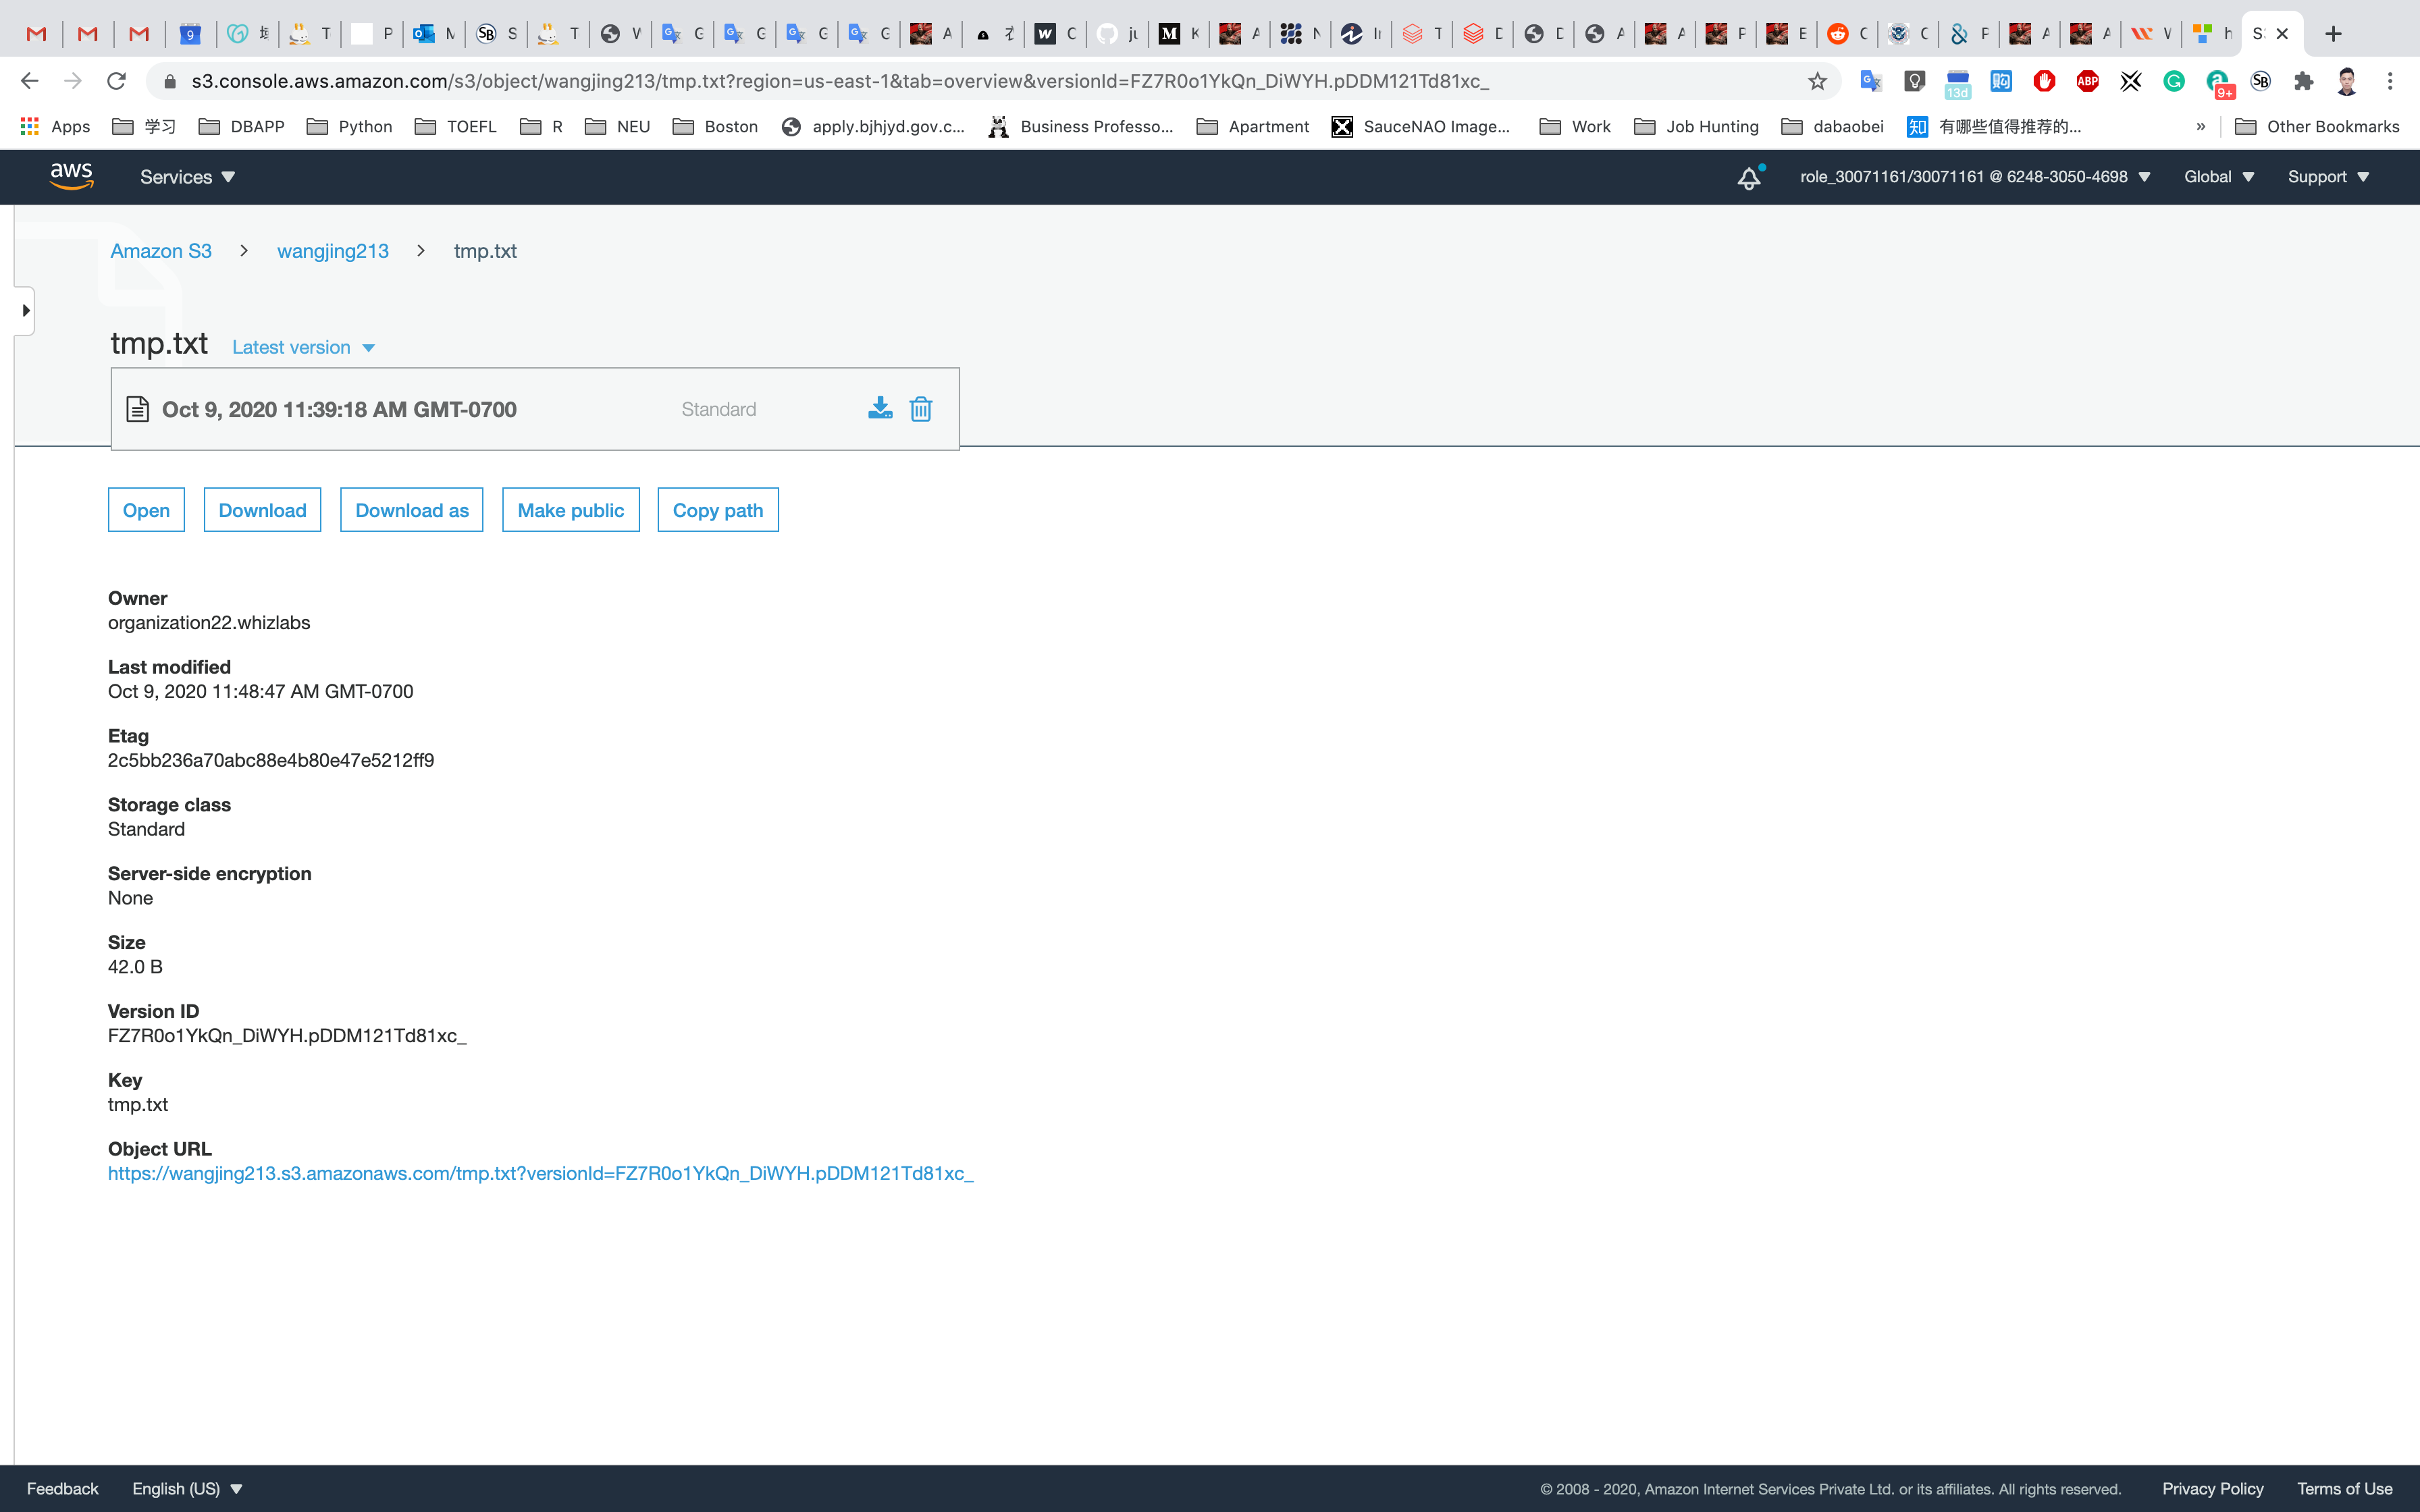 s3.console.aws.amazon.com/s3/object/wangjing213/tmp.txt?region=us-east-1&tab=overview&versionId=FZ7R0o1YkQn_DiWYH.pDDM121Td81xc_
13d
ABP
9+
Apps 学习 DBAPP Python TOEFL R NEU Boston apply.bjhjyd.gov.c... Business Professo... Apartment SauceNAO Image... Work Job Hunting dabaobei 知 有哪些值得推荐的... » Other Bookmarks
aws Services role_30071161/30071161 @ 6248-3050-4698 Global Support
Amazon S3 > wangjing213 > tmp.txt
tmp.txt Latest version
Oct 9, 2020 11:39:18 AM GMT-0700 Standard
Open Download Download as Make public Copy path
Owner
organization22.whizlabs
Last modified
Oct 9, 2020 11:48:47 AM GMT-0700
Etag
2c5bb236a70abc88e4b80e47e5212ff9
Storage class
Standard
Server-side encryption
None
Size
42.0 B
Version ID
FZ7R0o1YkQn_DiWYH.pDDM121Td81xc_
Key
tmp.txt
Object URL
https://wangjing213.s3.amazonaws.com/tmp.txt?versionId=FZ7R0o1YkQn_DiWYH.pDDM121Td81xc_
Feedback English (US) © 2008 - 2020, Amazon Internet Services Private Ltd. or its affiliates. All rights reserved. Privacy Policy Terms of Use